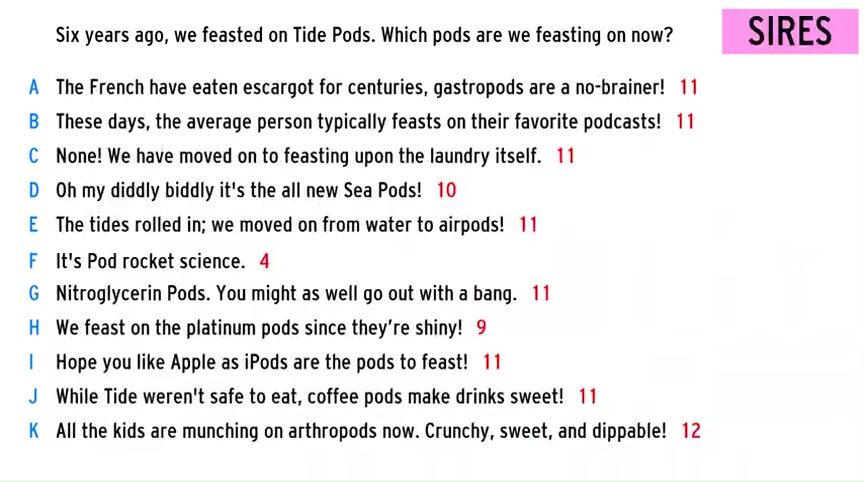 Six years ago, we feasted on Tide Pods. Which pods are we feasting on now?
SIRES
A The French have eaten escargot for centuries, gastropods are a no-brainer! 11
B These days, the average person typically feasts on their favorite podcasts! 11
C None! We have moved on to feasting upon the laundry itself. 11
D Oh my diddly biddly it's the all new Sea Pods! 10
E The tides rolled in; we moved on from water to airpods! 11
F It's Pod rocket science. 4
G Nitroglycerin Pods. You might as well go out with a bang. 11
H We feast on the platinum pods since they're shiny! 9
I Hope you like Apple as iPods are the pods to feast! 11
J While Tide weren't safe to eat, coffee pods make drinks sweet! 11
K All the kids are munching on arthropods now. Crunchy, sweet, and dippable! 12